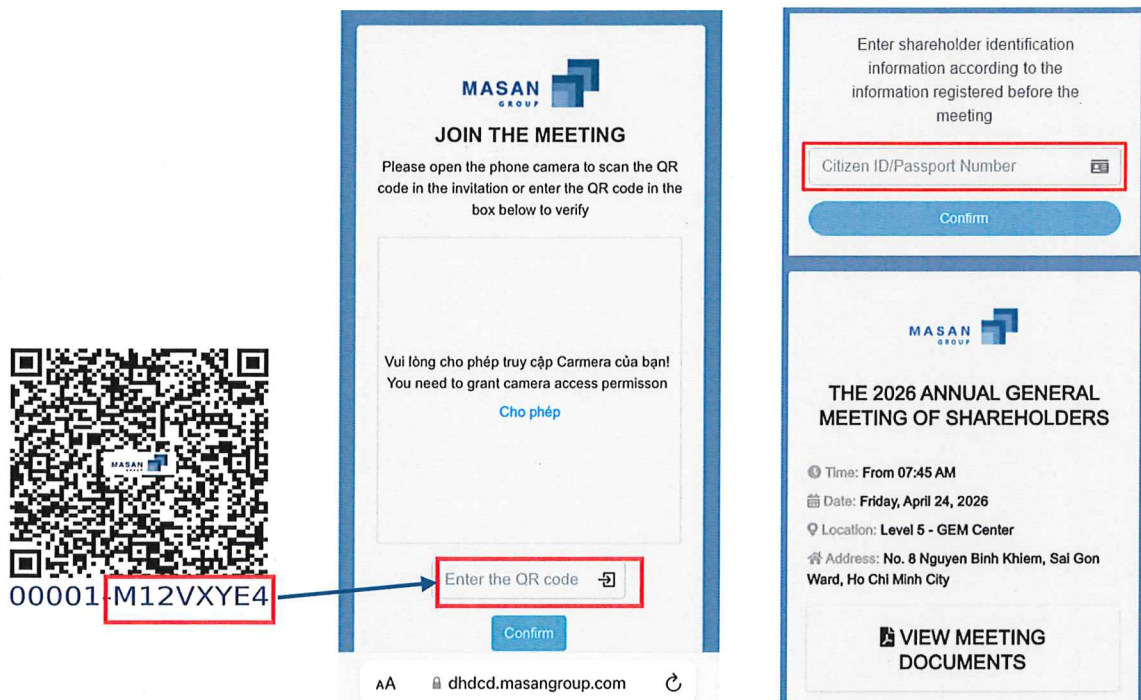 MASAN
GROUP
00001-M12VXYE4
MASAN
GROUP
JOIN THE MEETING
Please open the phone camera to scan the QR
code in the invitation or enter the QR code in the
box below to verify
Vui lòng cho phép truy cập Carmera của bạn!
You need to grant camera access permisson
Cho phép
Enter the QR code
Confirm
AA dhdcd.masangroup.com
Enter shareholder identification
information according to the
information registered before the
meeting
Citizen ID/Passport Number
Confirm
MASAN
GROUP
THE 2026 ANNUAL GENERAL
MEETING OF SHAREHOLDERS
Time: From 07:45 AM
Date: Friday, April 24, 2026
Location: Level 5 - GEM Center
Address: No. 8 Nguyen Binh Khiem, Sai Gon
Ward, Ho Chi Minh City
VIEW MEETING
DOCUMENTS